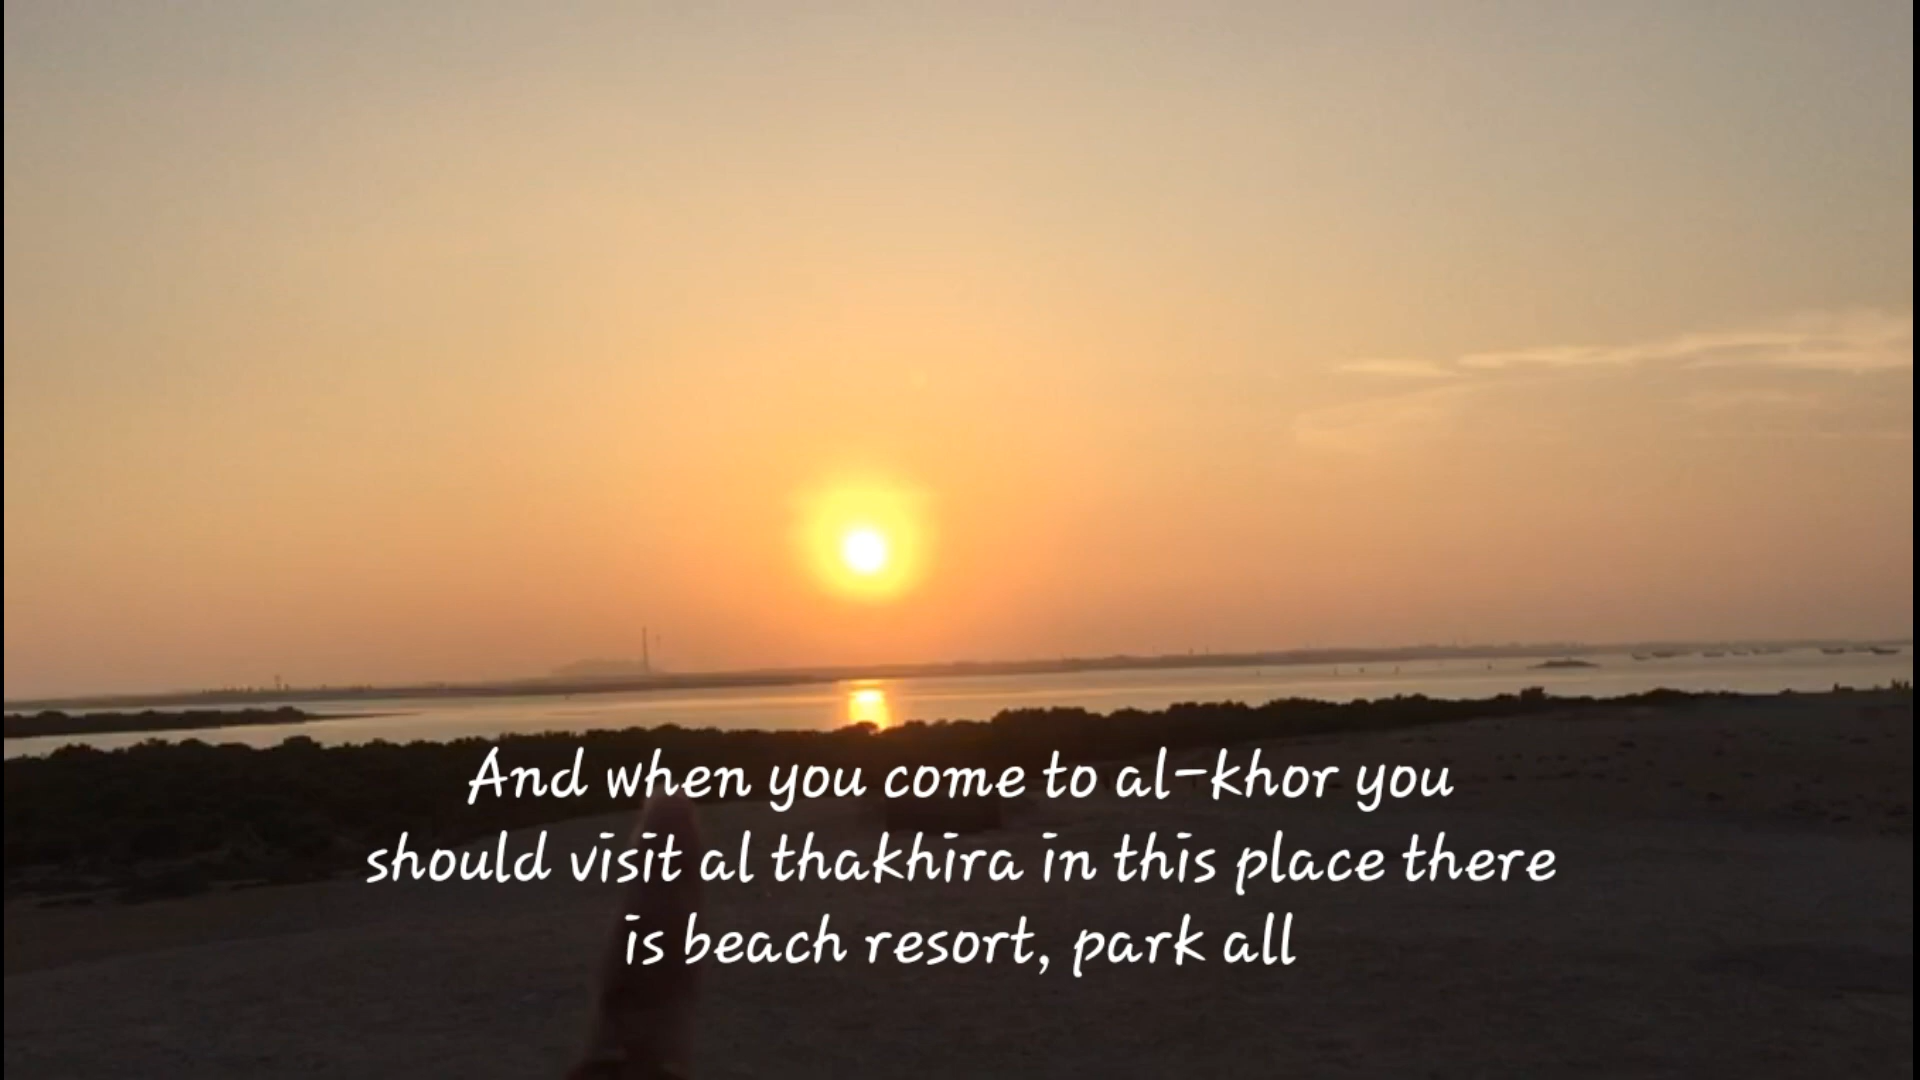 And when you come to al-khor you
should visit al thakhira in this place there
is beach resort, park all